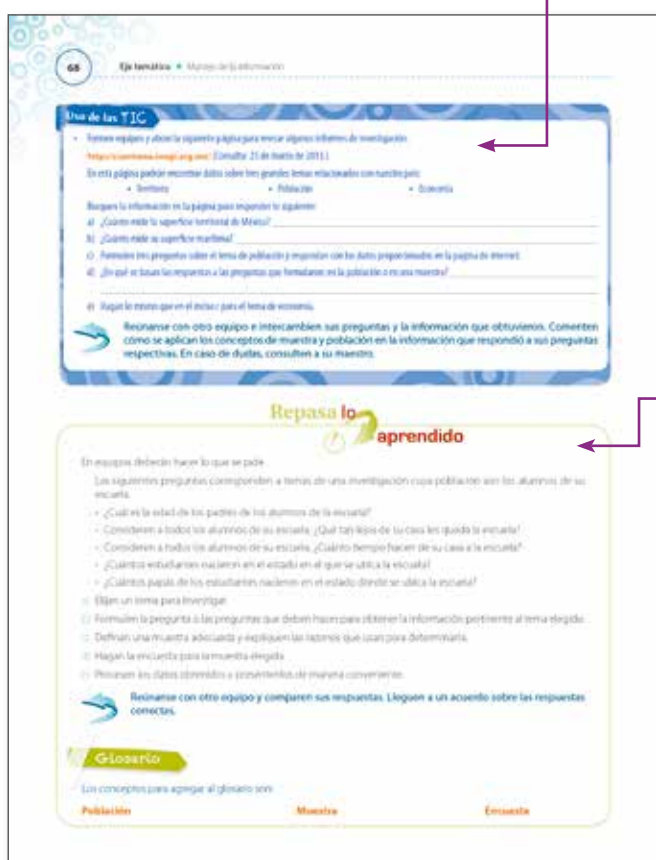 68 Eje temático • Manejo de la información
Uso de las TIC
• Formen equipos y abran la siguiente página para revisar algunos informes de investigación:
(Consulta: 25 de marzo de 2011.)
En esta página podrán encontrar datos sobre tres grandes temas relacionados con nuestro país:
• Territorio • Población • Economía
Busquen la información en la página para responder lo siguiente:
a) ¿Cuánto mide la superficie territorial de México?
b) ¿Cuánto mide su superficie marítima?
c) Formulen tres preguntas sobre el tema de población y respondan con los datos proporcionados en la página de internet.
d) ¿En qué se basan las respuestas a las preguntas que formularon: en la población o en una muestra?
e) Hagan lo mismo que en el inciso c para el tema de economía.
Reúnanse con otro equipo e intercambien sus preguntas y la información que obtuvieron. Comenten
cómo se aplican los conceptos de muestra y población en la información que respondió a sus preguntas
respectivas. En caso de dudas, consulten a su maestro.
Repasa lo
aprendido
En equipos deberán hacer lo que se pide.
Las siguientes preguntas corresponden a temas de una investigación cuya población son los alumnos de su
escuela.
• ¿Cuál es la edad de los padres de los alumnos de la escuela?
• Consideren a todos los alumnos de su escuela. ¿Qué tan lejos de su casa les queda la escuela?
• Consideren a todos los alumnos de su escuela. ¿Cuánto tiempo hacen de su casa a la escuela?
• ¿Cuántos estudiantes nacieron en el estado en el que se ubica la escuela?
• ¿Cuántos papás de los estudiantes nacieron en el estado donde se ubica la escuela?
Elijan un tema para investigar.
Formulen la pregunta o las preguntas que deben hacer para obtener la información pertinente al tema elegido.
Definan una muestra adecuada y expliquen las razones que usan para determinarla.
Hagan la encuesta para la muestra elegida.
Procesen los datos obtenidos y preséntenlos de manera conveniente.
Reúnanse con otro equipo y comparen sus respuestas. Lleguen a un acuerdo sobre las respuestas
correctas.
Glosario
Los conceptos para agregar al glosario son:
Población Muestra Encuesta